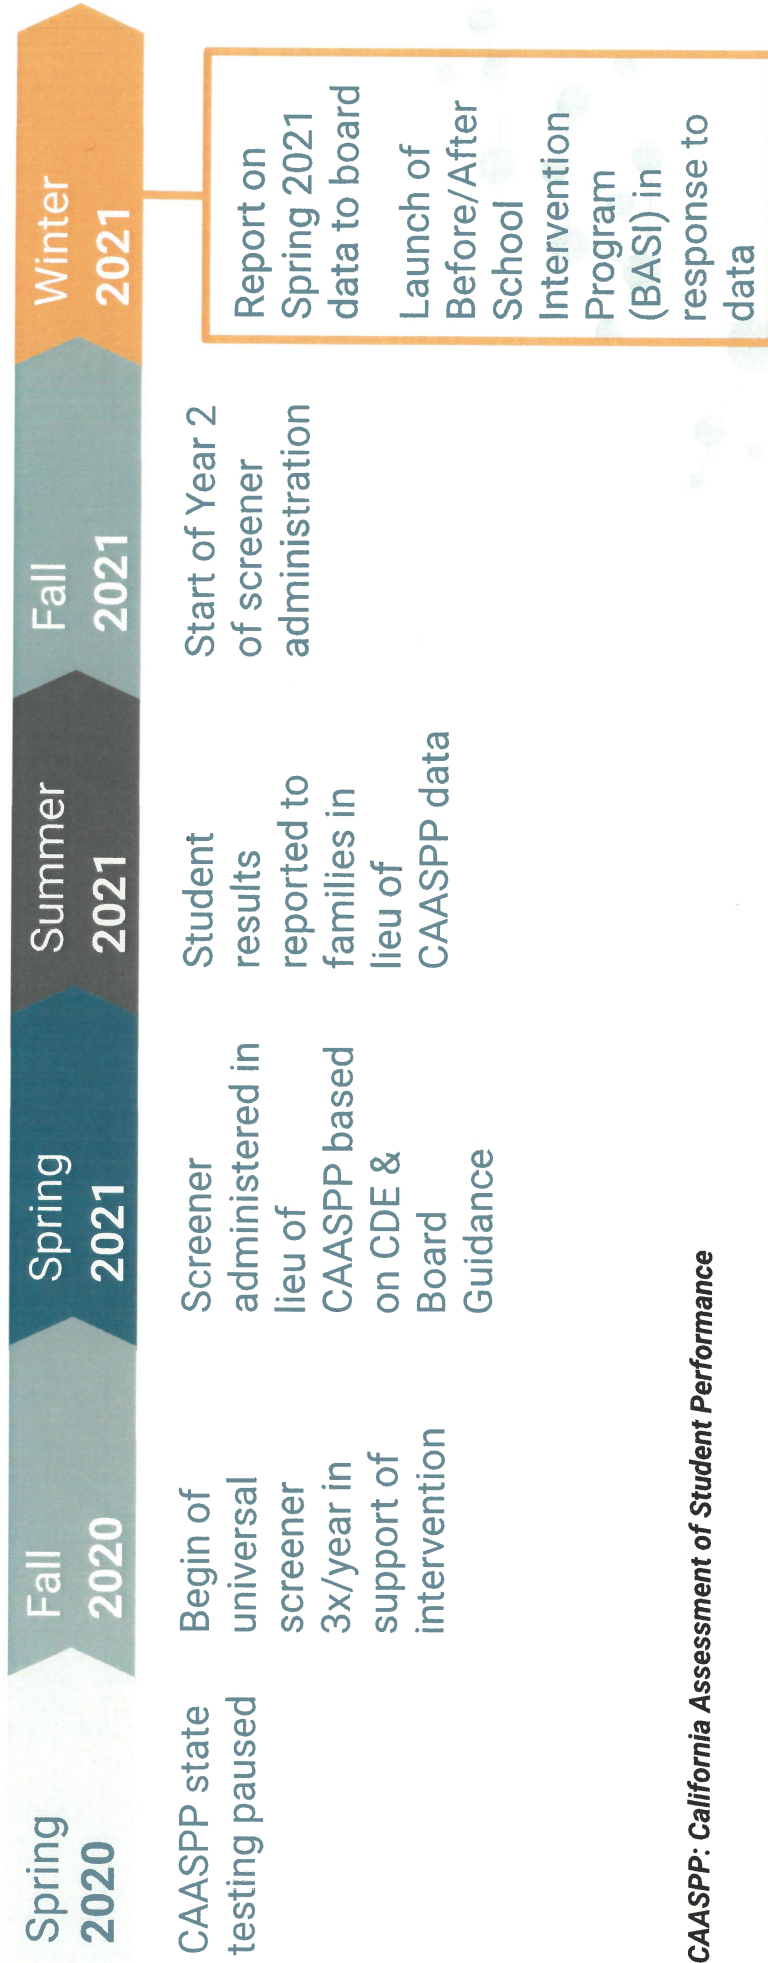 Spring
2020
CAASPP state
testing paused
Fall
2020
Begin of
universal
screener
3x/year in
support of
intervention
Spring
2021
Screener
administered in
lieu of
CAASPP based
on CDE &
Board
Guidance
Summer
2021
Student
results
reported to
families in
lieu of
CAASPP data
Fall
2021
Start of Year 2
of screener
administration
Winter
2021
Report on
Spring 2021
data to board
Launch of
Before/After
School
Intervention
Program
(BASI) in
response to
data
CAASPP: California Assessment of Student Performance